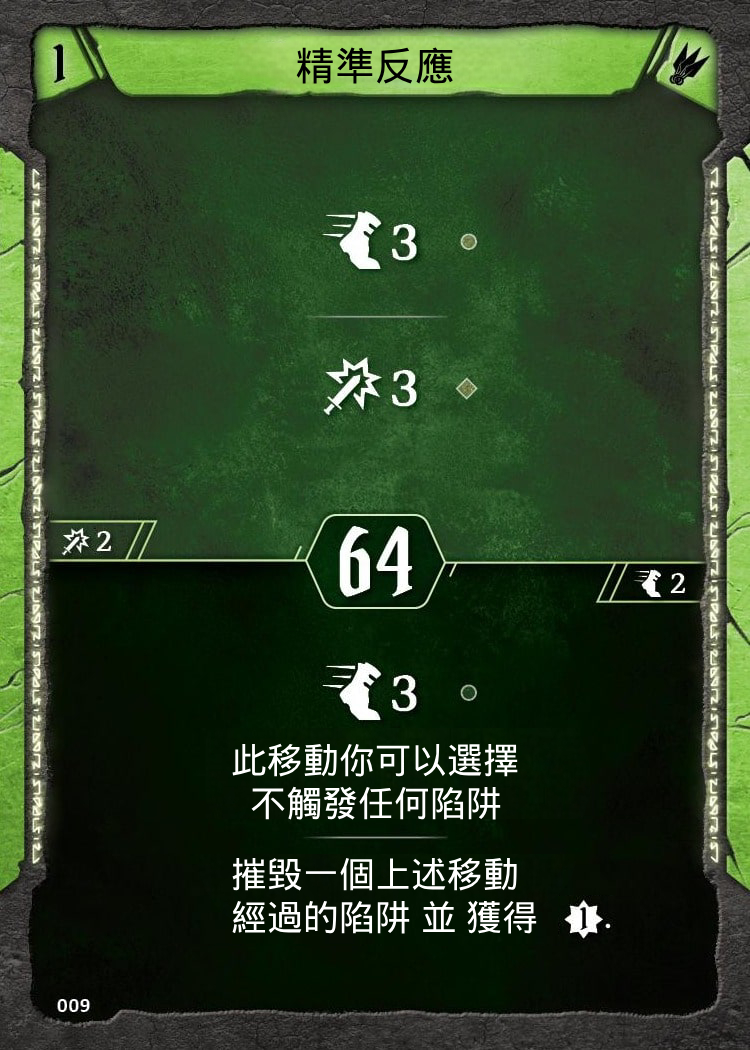 1
精準反應
3
3
2
64
2
3
此移動你可以選擇
不觸發任何陷阱
摧毀一個上述移動
經過的陷阱 並 獲得 1.
009